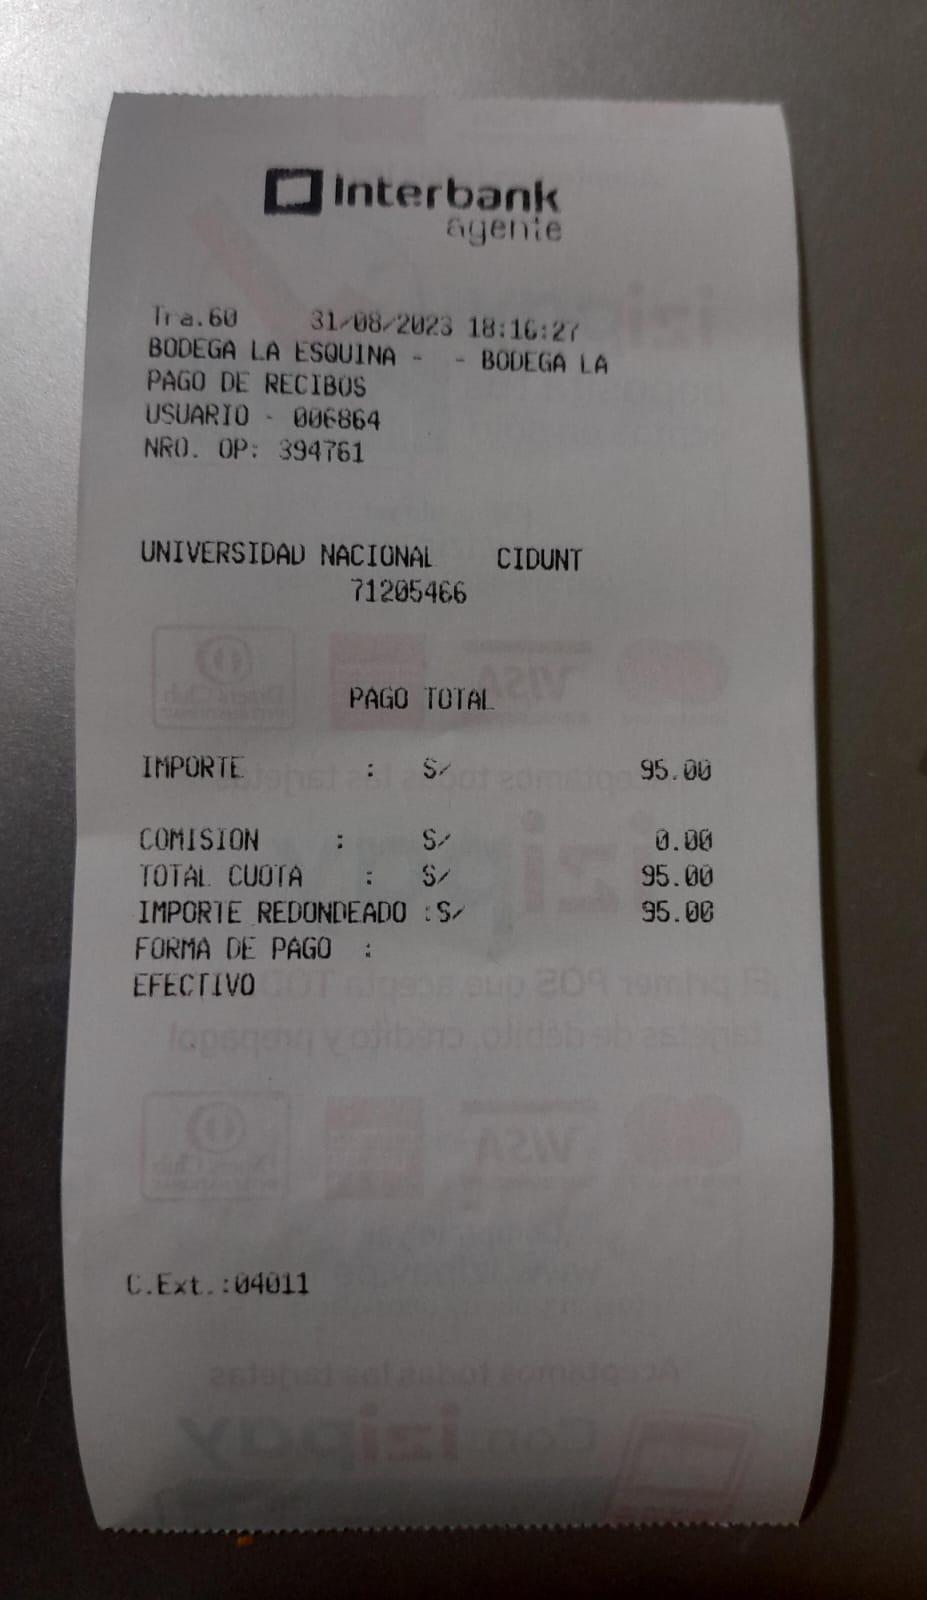 Interbank
agente
Tra.60 31/08/2023 18:16:27
BODEGA LA ESQUINA - - BODEGA LA
PAGO DE RECIBOS
USUARIO - 006864
NRO. OP: 394761
UNIVERSIDAD NACIONAL CIDUNT
71205466
PAGO TOTAL
IMPORTE : S/ 95.00
COMISION : S/ 0.00
TOTAL CUOTA : S/ 95.00
IMPORTE REDONDEADO :S/ 95.00
FORMA DE PAGO :
EFECTIVO
C.Ext.:04011